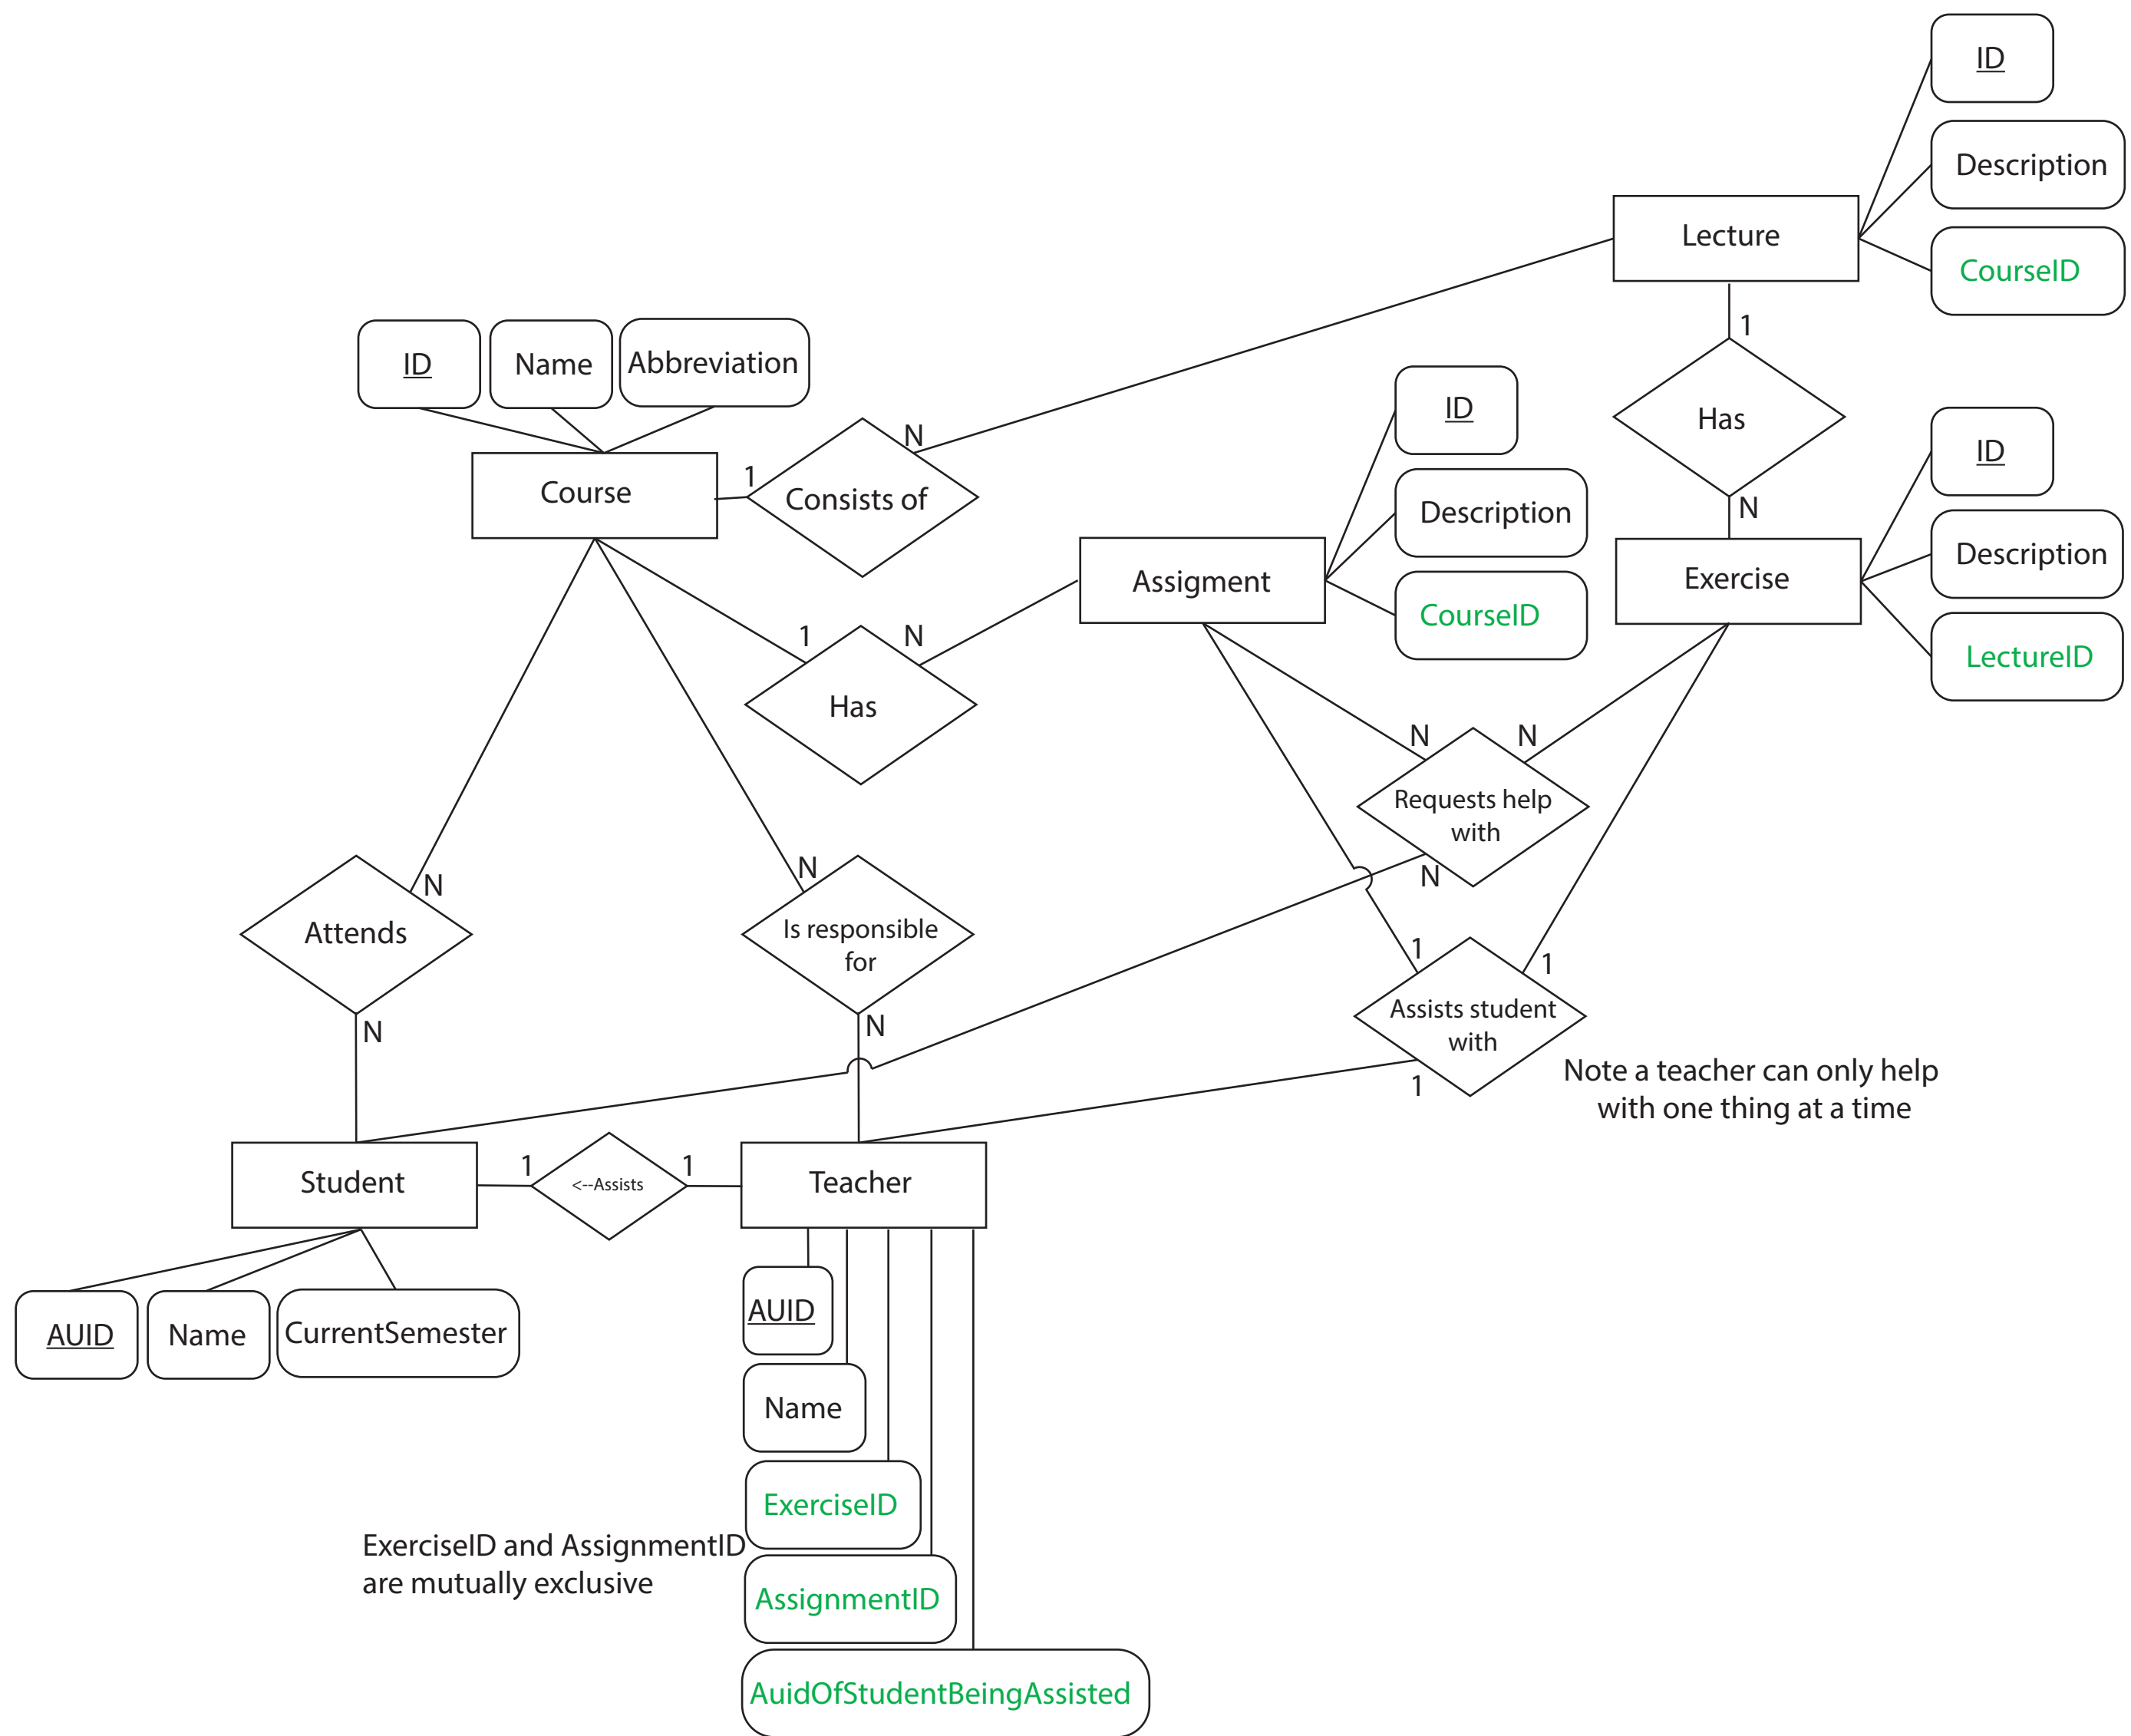 ID
Description
Lecture
CourseID
1
ID
Name
Abbreviation
Has
ID
ID
N
1
Course
Consists of
N
Description
Description
Assigment
Exercise
CourseID
LectureID
1
N
Has
N
N
Requests help
with
N
N
N
Attends
Is responsible
for
1
1
Assists student
with
N
N
1
Note a teacher can only help
with one thing at a time
1
1
Student
<--Assists
Teacher
AUID
AUID
Name
CurrentSemester
Name
ExerciseID
ExerciseID and AssignmentID
are mutually exclusive
AssignmentID
AuidOfStudentBeingAssisted